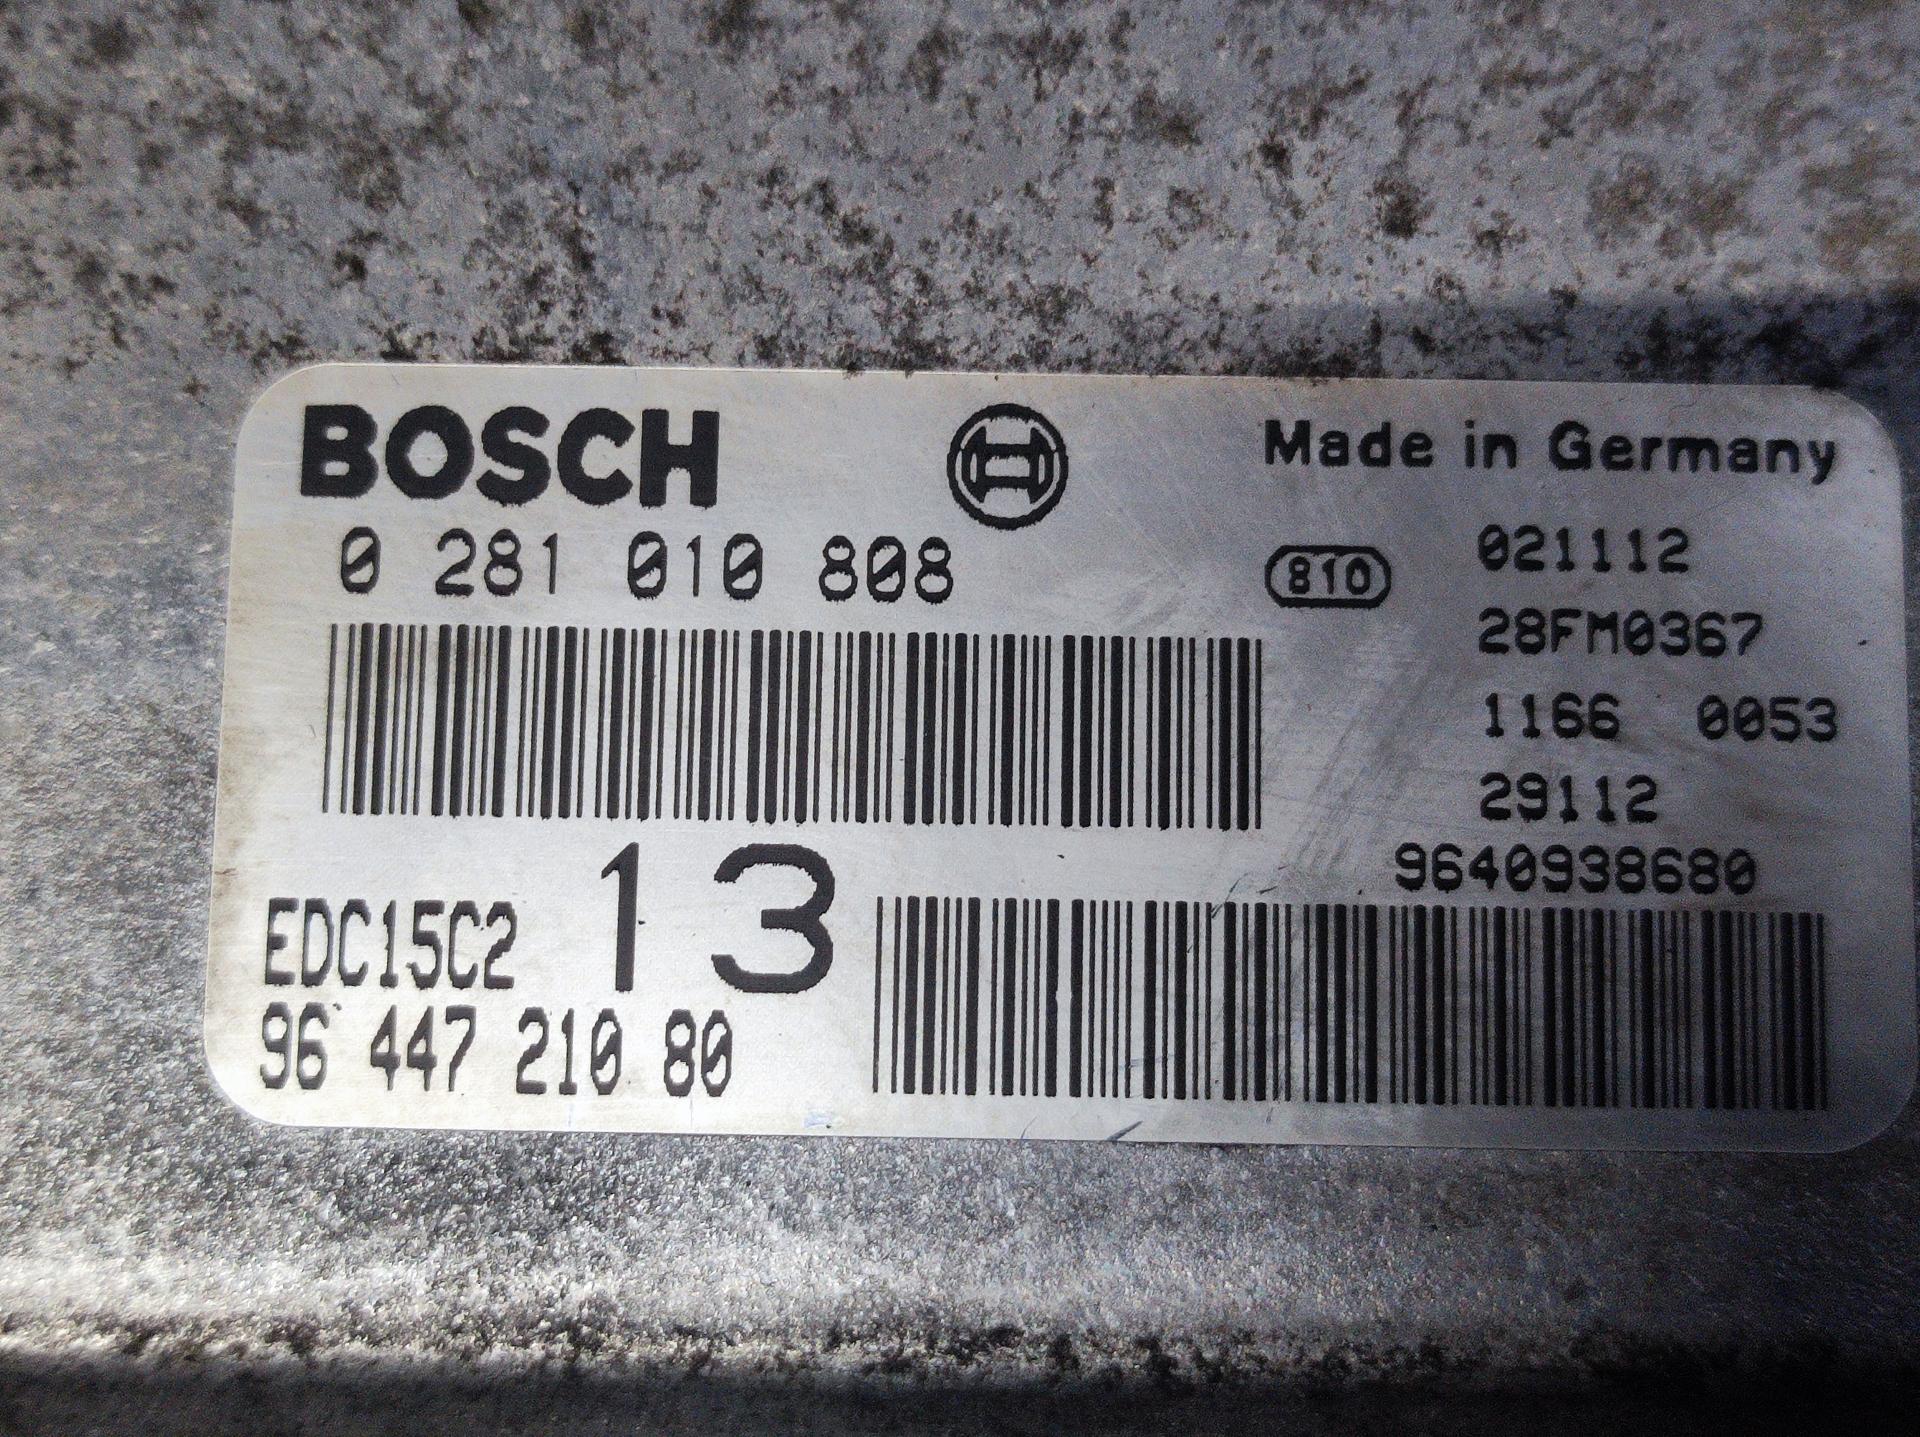 BOSCH
Made in Germany
0 281 010 808
810
021112
28FM0367
1166 0053
29112
9640938680
EDC15C2
13
96 447 210 80